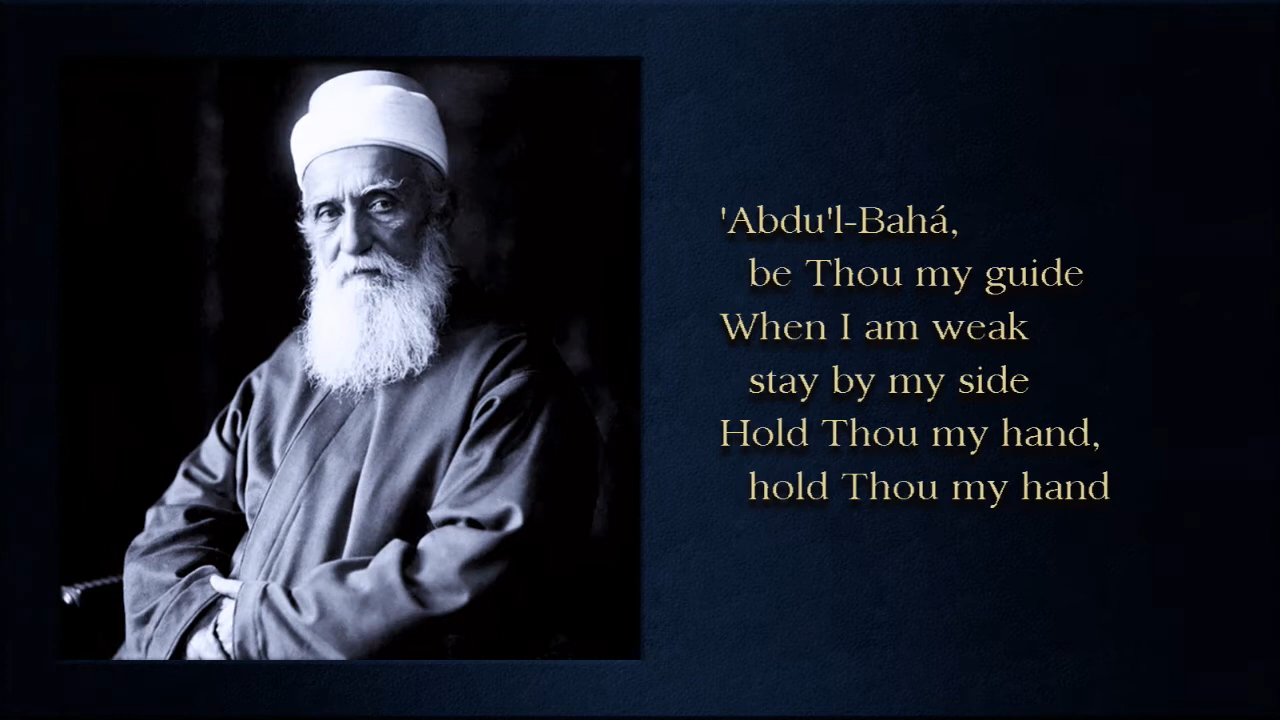 'Abdu'l-Bahá,
be Thou my guide
When I am weak
stay by my side
Hold Thou my hand,
hold Thou my hand